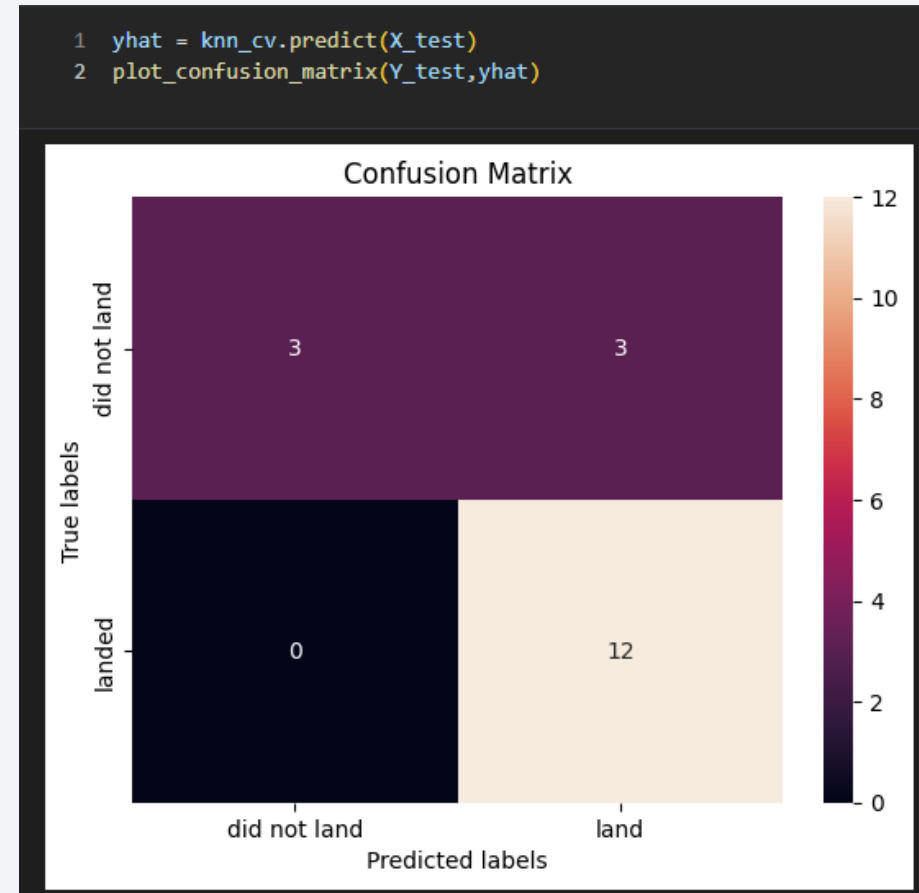 1 yhat = knn_cv.predict(X_test)
2 plot_confusion_matrix(Y_test,yhat)
Confusion Matrix
True labels
did not land
landed
3
3
0
12
did not land
land
Predicted labels
12
10
8
6
4
2
0